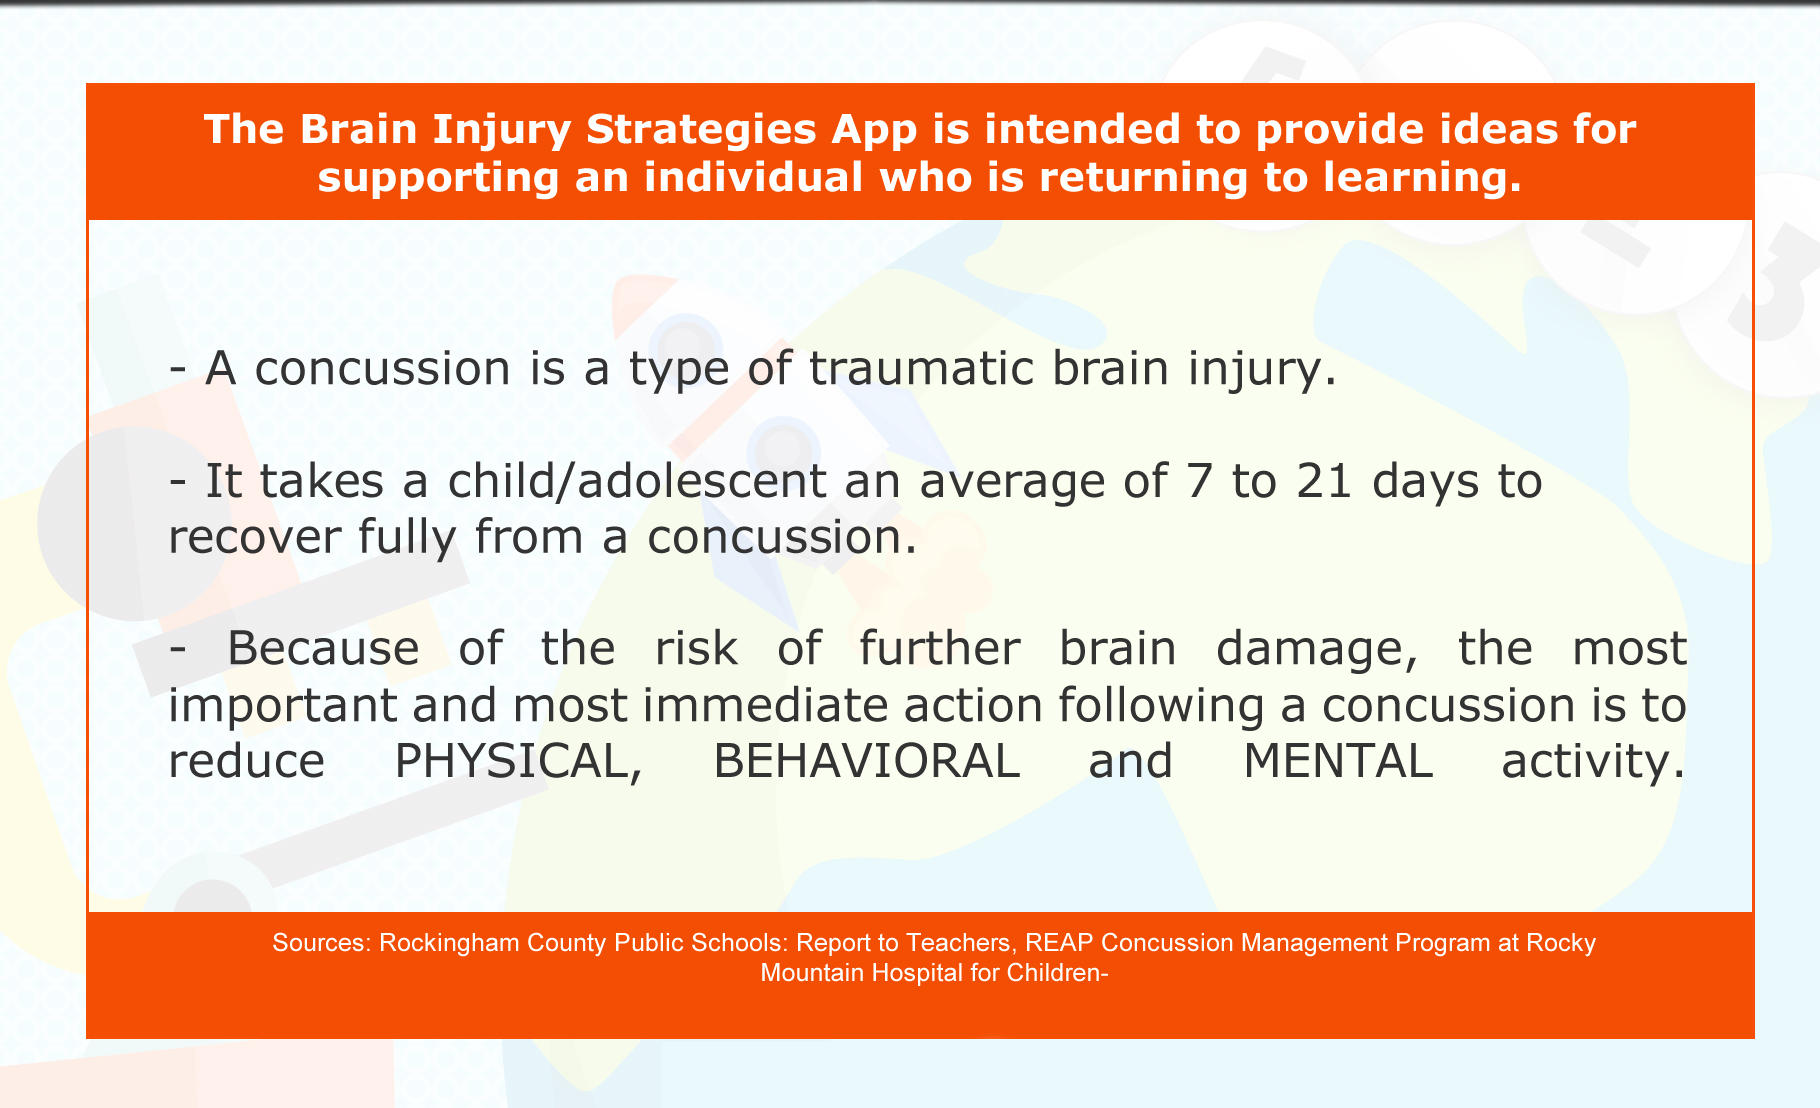 The Brain Injury Strategies App is intended to provide ideas for
supporting an individual who is returning to learning.
- A concussion is a type of traumatic brain injury.
- It takes a child/adolescent an average of 7 to 21 days to
recover fully from a concussion.
- Because of the risk of further brain damage, the most
important and most immediate action following a concussion is to
reduce PHYSICAL, BEHAVIORAL and MENTAL activity.
Sources: Rockingham County Public Schools: Report to Teachers, REAP Concussion Management Program at Rocky
Mountain Hospital for Children-